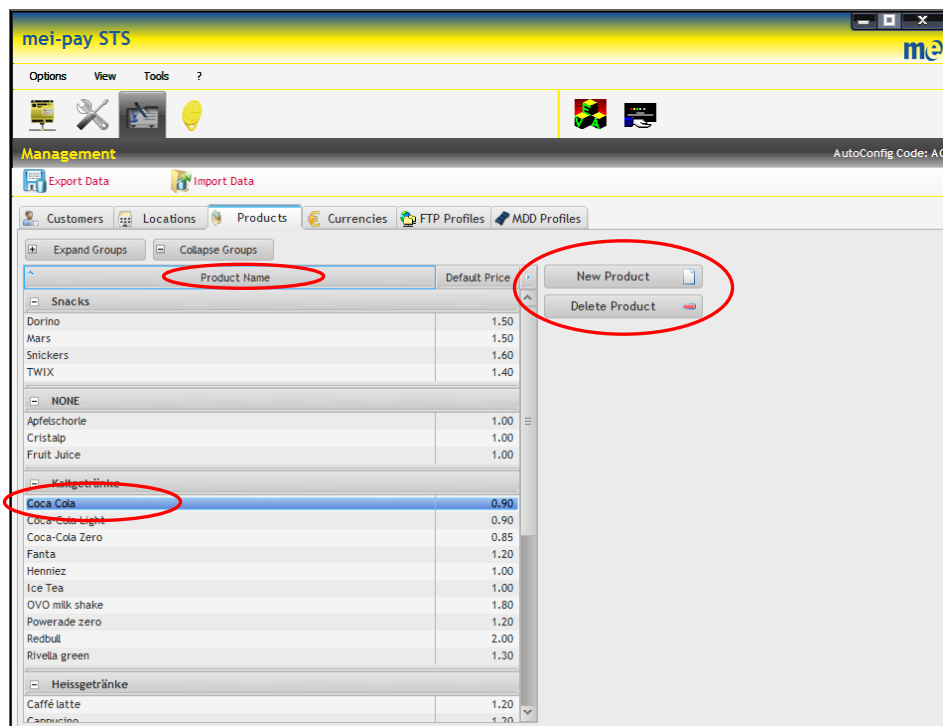 mei-pay STS
me
Options View Tools ?
Management AutoConfig Code: AC
Export Data Import Data
Customers Locations Products Currencies FTP Profiles MDD Profiles
Expand Groups Collapse Groups
Product Name Default Price New Product
Delete Product
Snacks
Dorino 1.50
Mars 1.50
Snickers 1.60
TWIX 1.40
NONE
Apfelschorle 1.00
Cristalp 1.00
Fruit Juice 1.00
Kaltgetränke
Coca Cola 0.90
Coca-Cola Light 0.90
Coca-Cola Zero 0.85
Fanta 1.20
Henniez 1.00
Ice Tea 1.00
OVO milk shake 1.80
Powerade zero 1.20
Redbull 2.00
Rivella green 1.30
Heissgetränke
Caffé latte 1.20
Cappucino 1.20